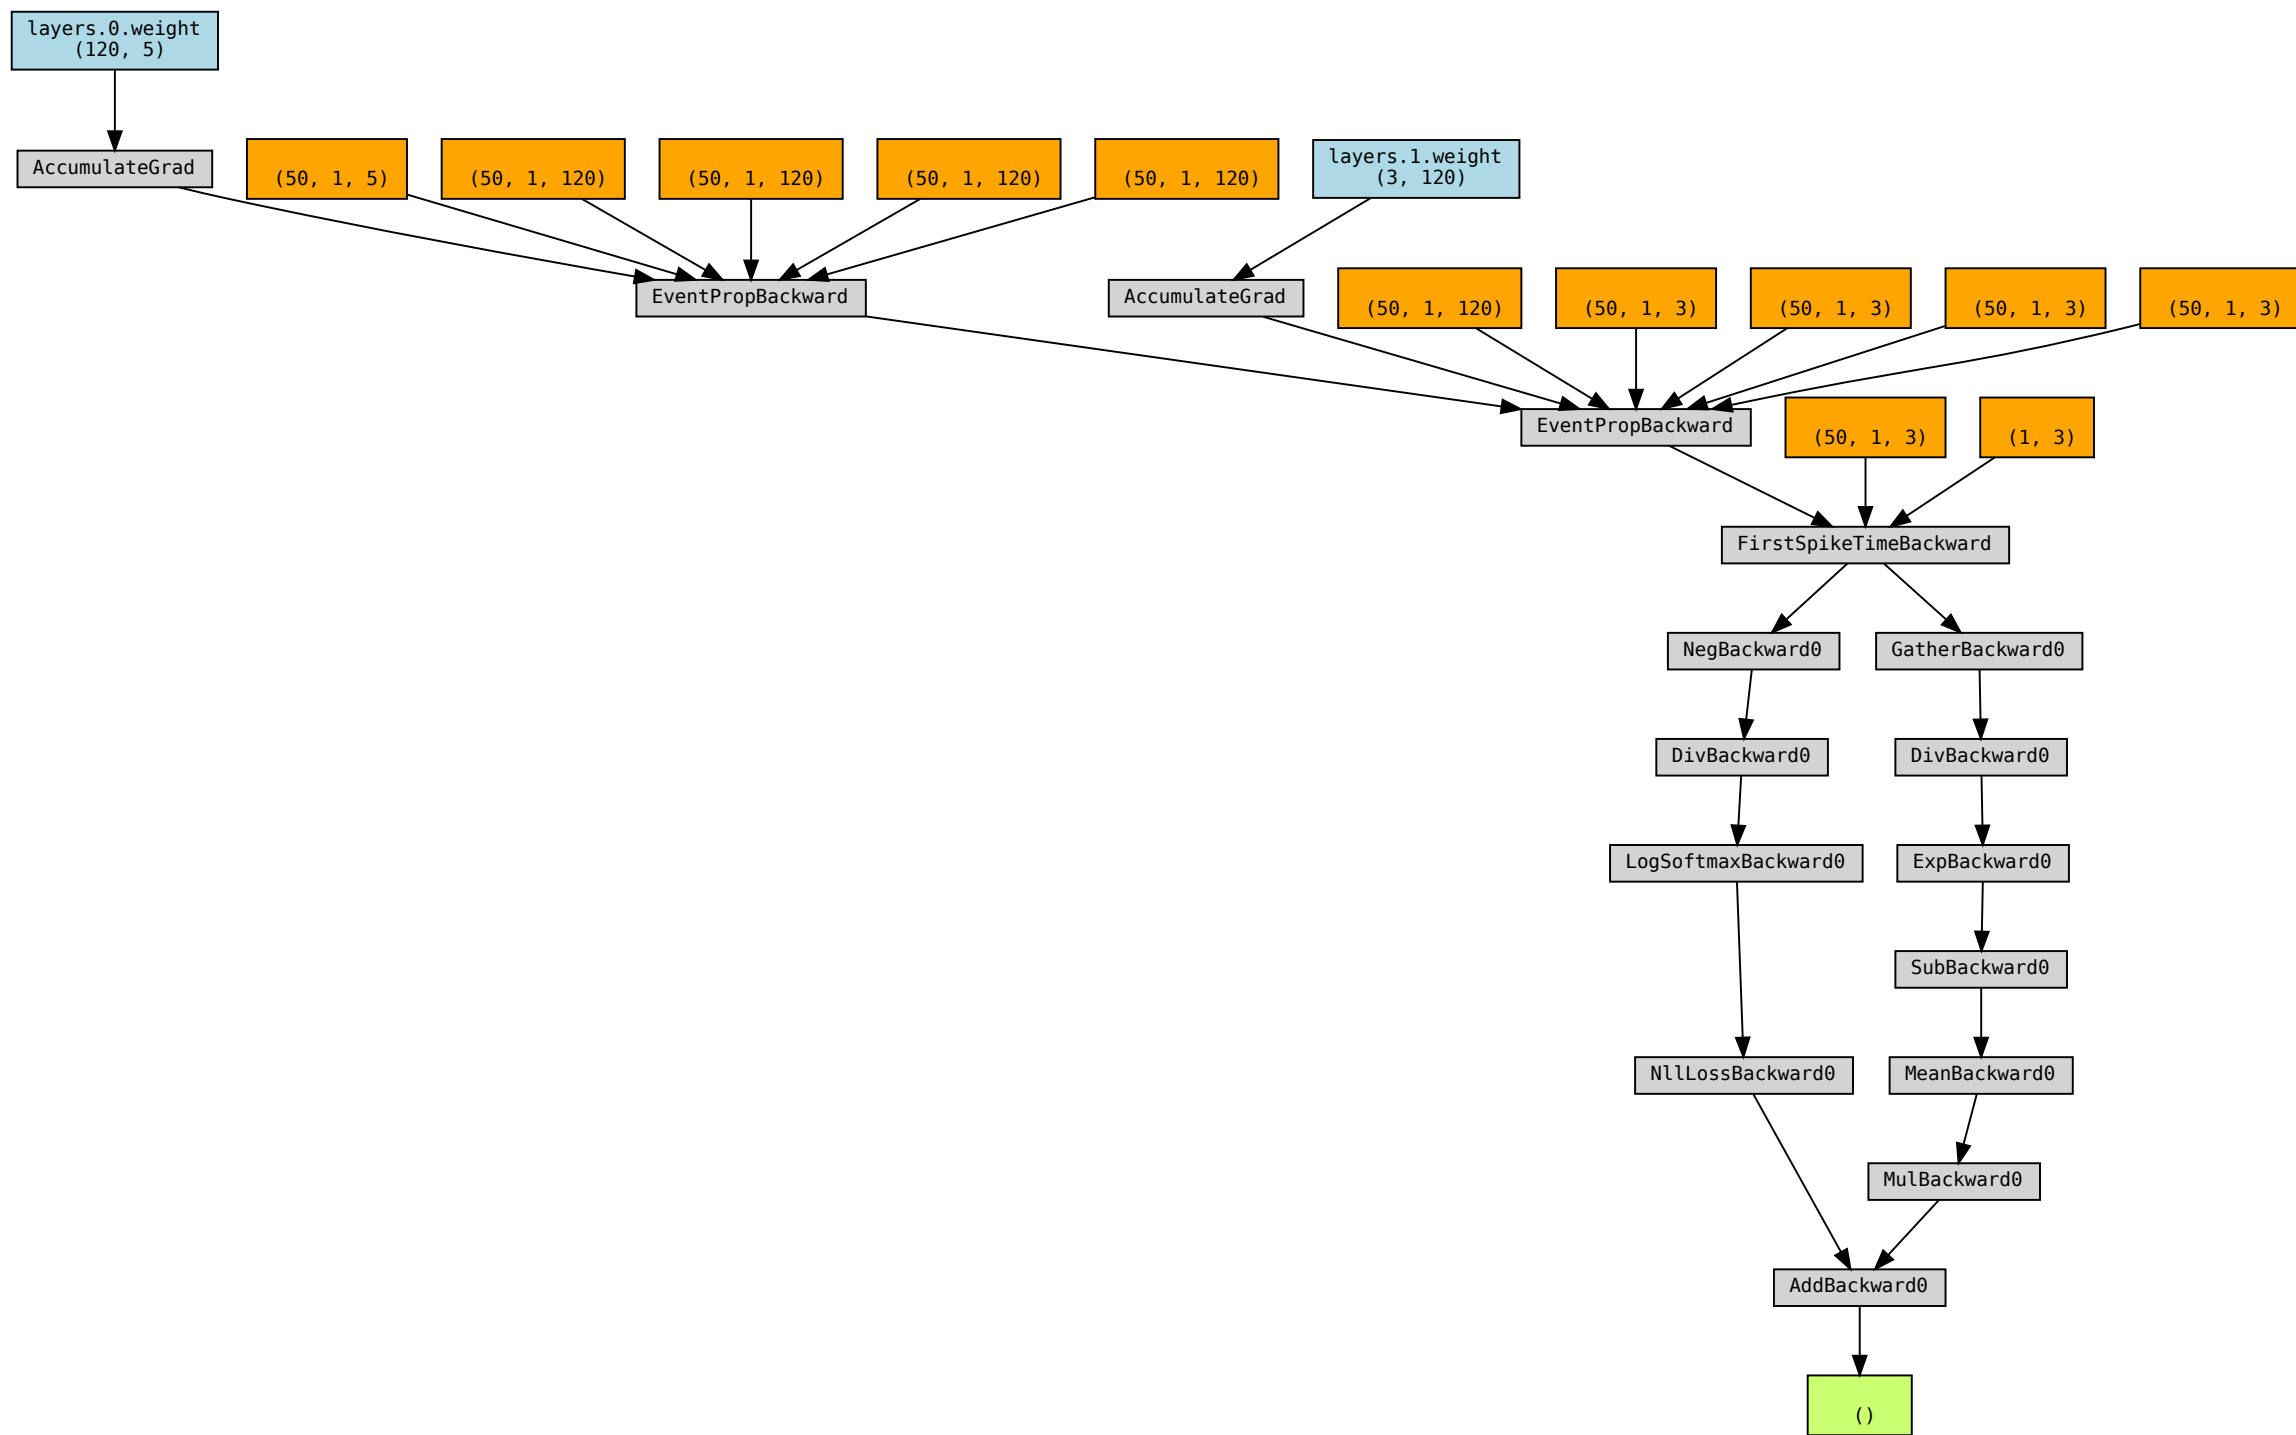 layers.0.weight
(120, 5)
AccumulateGrad
(50, 1, 5)
(50, 1, 120)
(50, 1, 120)
(50, 1, 120)
(50, 1, 120)
layers.1.weight
(3, 120)
EventPropBackward
AccumulateGrad
(50, 1, 120)
(50, 1, 3)
(50, 1, 3)
(50, 1, 3)
(50, 1, 3)
EventPropBackward
(50, 1, 3)
(1, 3)
FirstSpikeTimeBackward
NegBackward0
GatherBackward0
DivBackward0
DivBackward0
LogSoftmaxBackward0
ExpBackward0
SubBackward0
NllLossBackward0
MeanBackward0
MulBackward0
AddBackward0
()